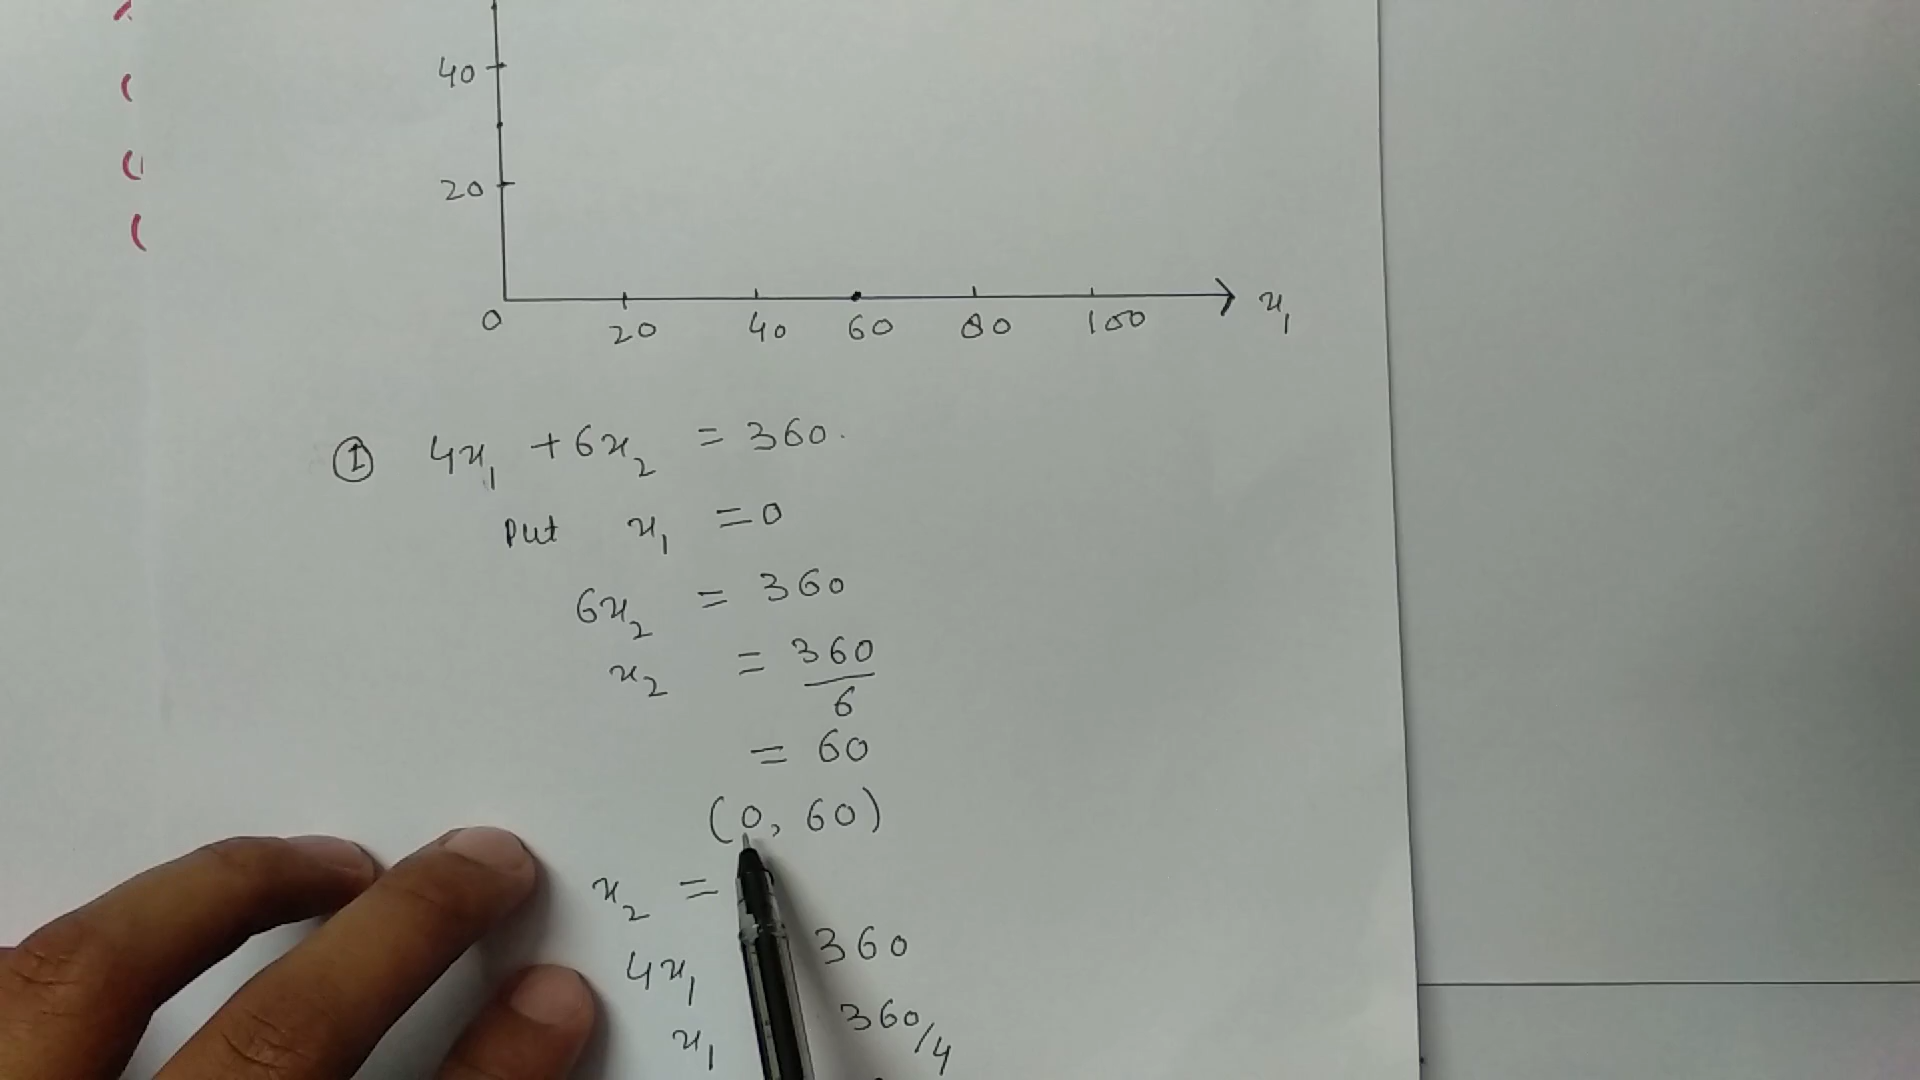 40
20
0 20 40 60 80 100 x₁
① 4x₁ + 6x₂ = 360.
Put x₁ = 0
6x₂ = 360
x₂ = 360/6
= 60
(0, 60)
x₂ =
4x₁ 360
x₁ 360/4